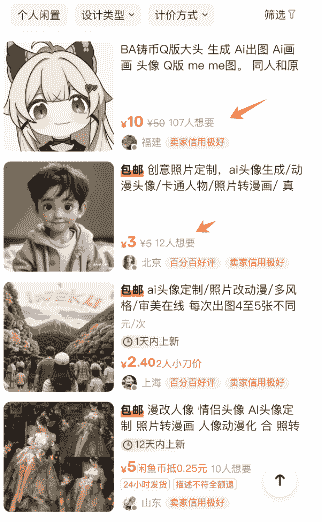 个人闲置 设计类型 计价方式 筛选
BA铸币Q版大头 生成 Ai出图 Ai画
画 头像 Q版 me me图。 同人和原
¥10 ¥50 107人想要
福建 卖家信用极好
包邮 创意照片定制，ai头像生成/动
漫头像/卡通人物/照片转漫画/ 真
¥3 ¥5 12人想要
北京 百分百好评 卖家信用极好
包邮 ai头像定制/照片改动漫/多风
格/审美在线 每次出图4至5张不同
元/次
1天内上新
¥2.40 2人小刀价
上海 百分百好评 卖家信用极好
包邮 漫改人像 情侣头像 AI头像定
制 照片转漫画 人像动漫化 合 照转
12天内上新
¥5 闲鱼币抵0.25元 10人想要
24小时发货 描述不符全额退
山东 卖家信用极好